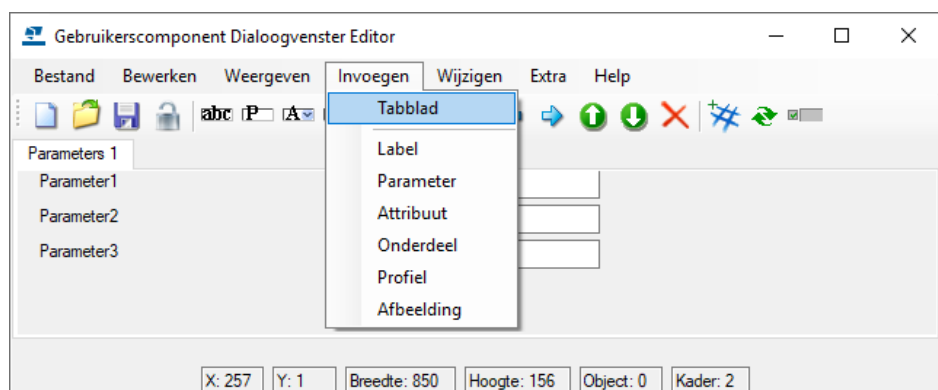 Gebruikerscomponent Dialoogvenster Editor
Bestand Bewerken Weergeven Invoegen Wijzigen Extra Help
abc P A Tabblad
Parameters 1 Label
Parameter1 Parameter
Parameter2 Attribuut
Parameter3 Onderdeel
Profiel
Afbeelding
X: 257 Y: 1 Breedte: 850 Hoogte: 156 Object: 0 Kader: 2